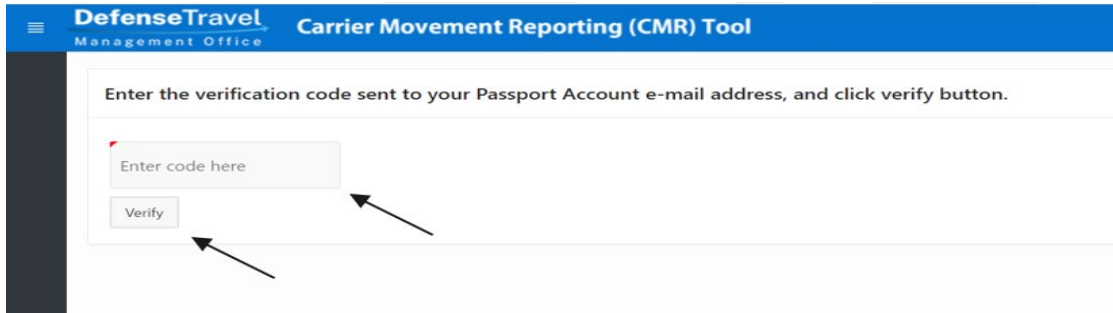 DefenseTravel
Management Office
Carrier Movement Reporting (CMR) Tool
Enter the verification code sent to your Passport Account e-mail address, and click verify button.
Enter code here
Verify